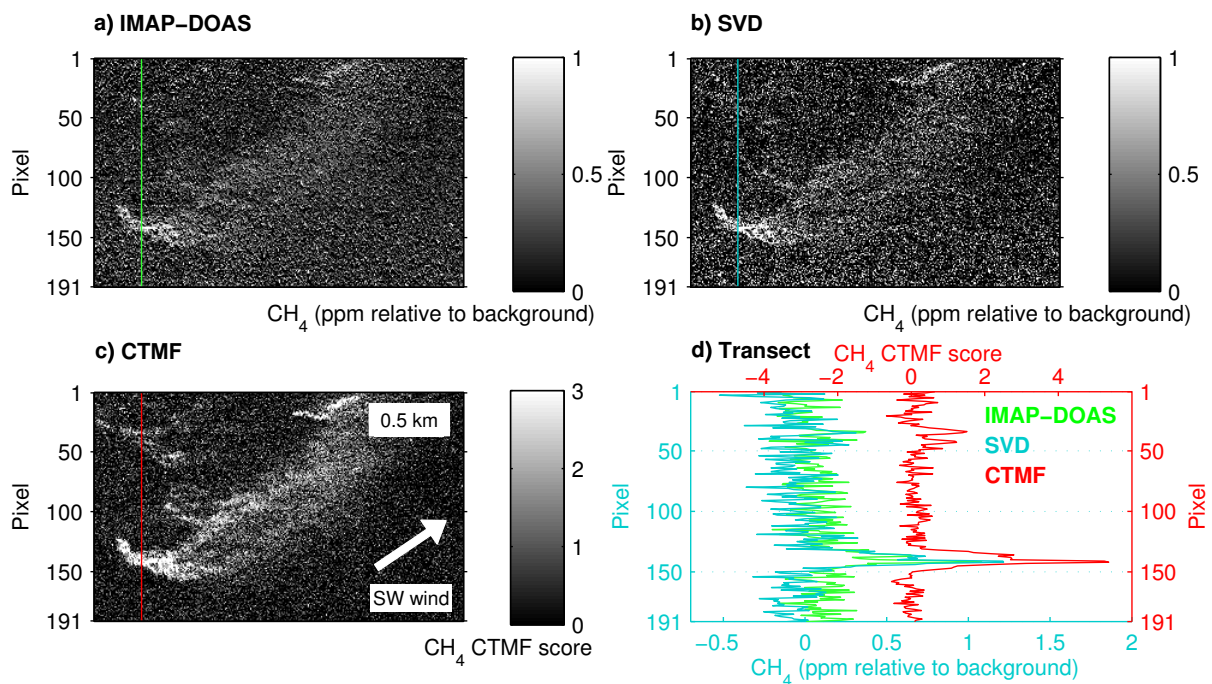 a) IMAP−DOAS
1
50
100
150
191
Pixel
1
0.5
0
CH4 (ppm relative to background)
b) SVD
1
50
100
150
191
Pixel
1
0.5
0
CH4 (ppm relative to background)
c) CTMF
1
50
100
150
191
Pixel
0.5 km
SW wind
3
2
1
0
CH4 CTMF score
d) Transect
CH4 CTMF score
−4 −2 0 2 4
1
50
100
150
191
Pixel
IMAP−DOAS
SVD
CTMF
1
50
100
150
191
Pixel
−0.5 0 0.5 1 1.5 2
CH4 (ppm relative to background)